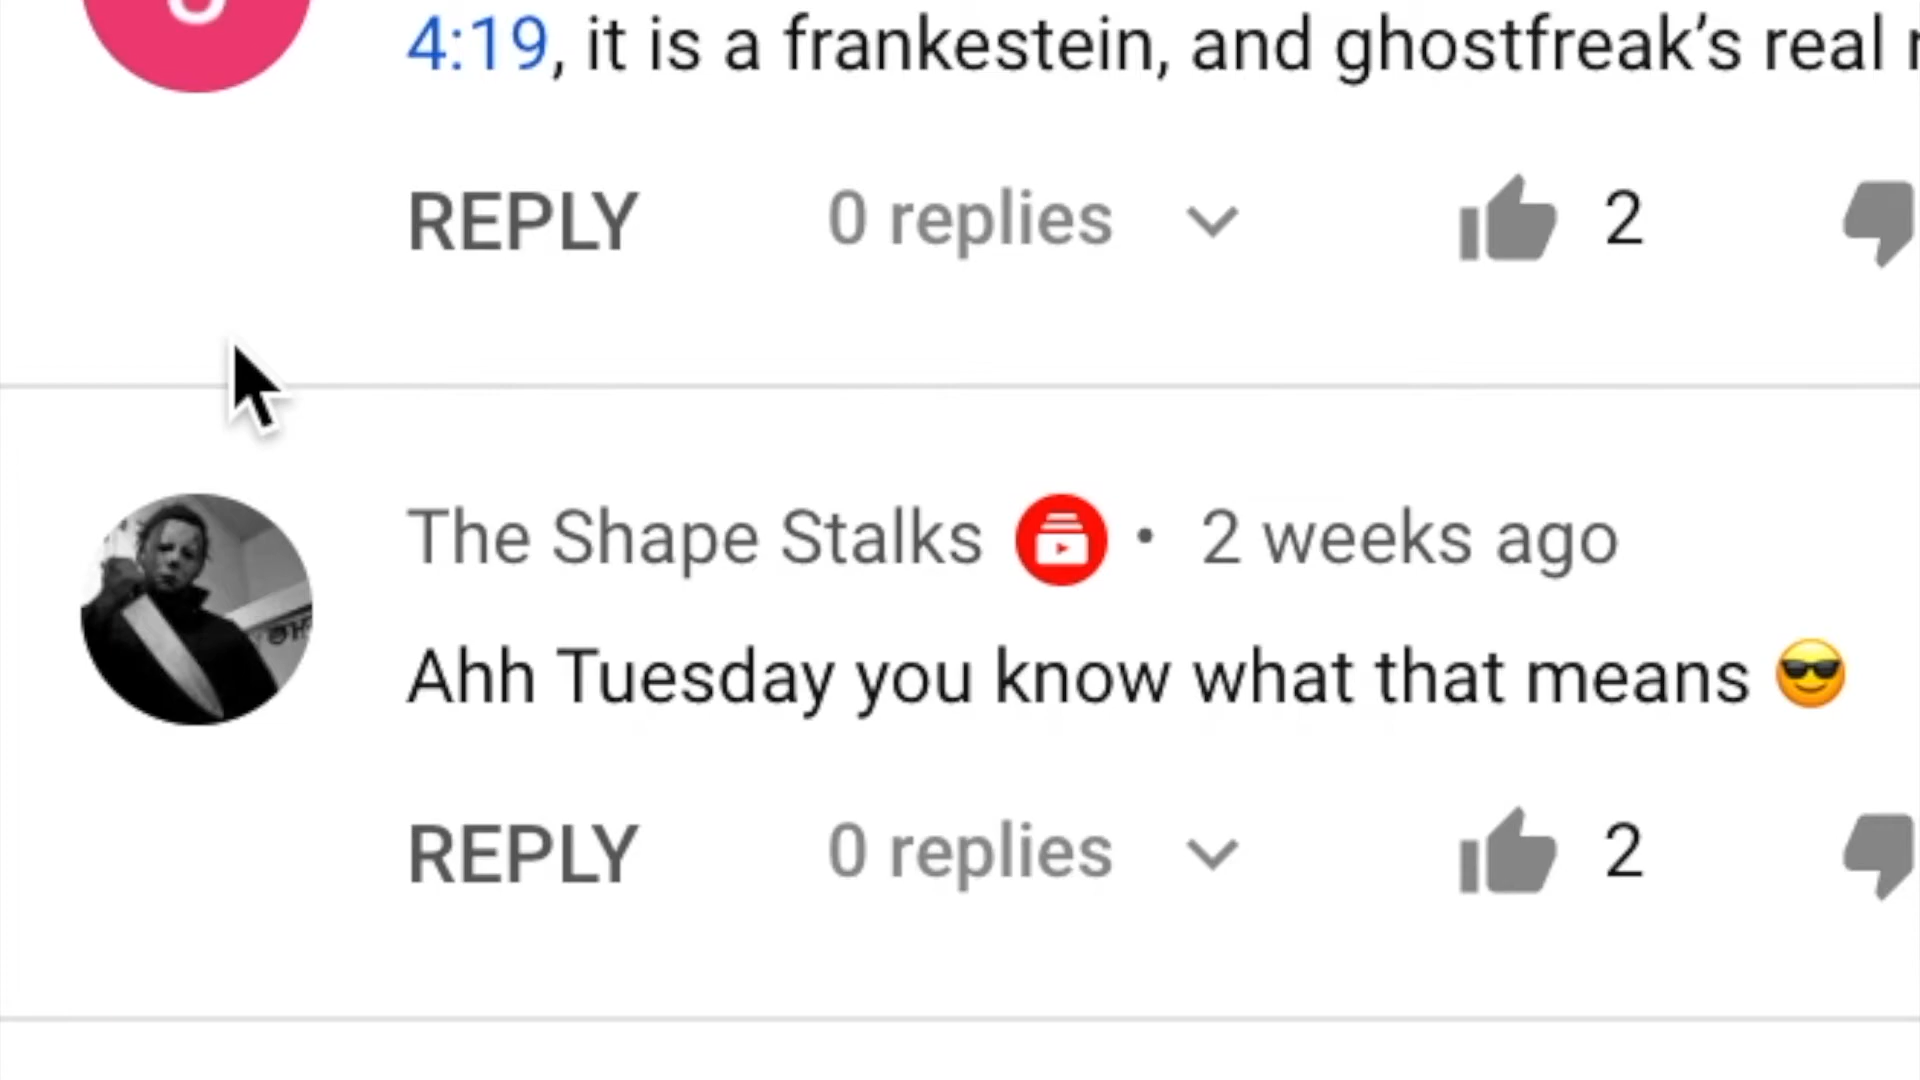 4:19, it is a frankestein, and ghostfreak’s real
REPLY 0 replies 2
The Shape Stalks • 2 weeks ago
Ahh Tuesday you know what that means 😎
REPLY 0 replies 2